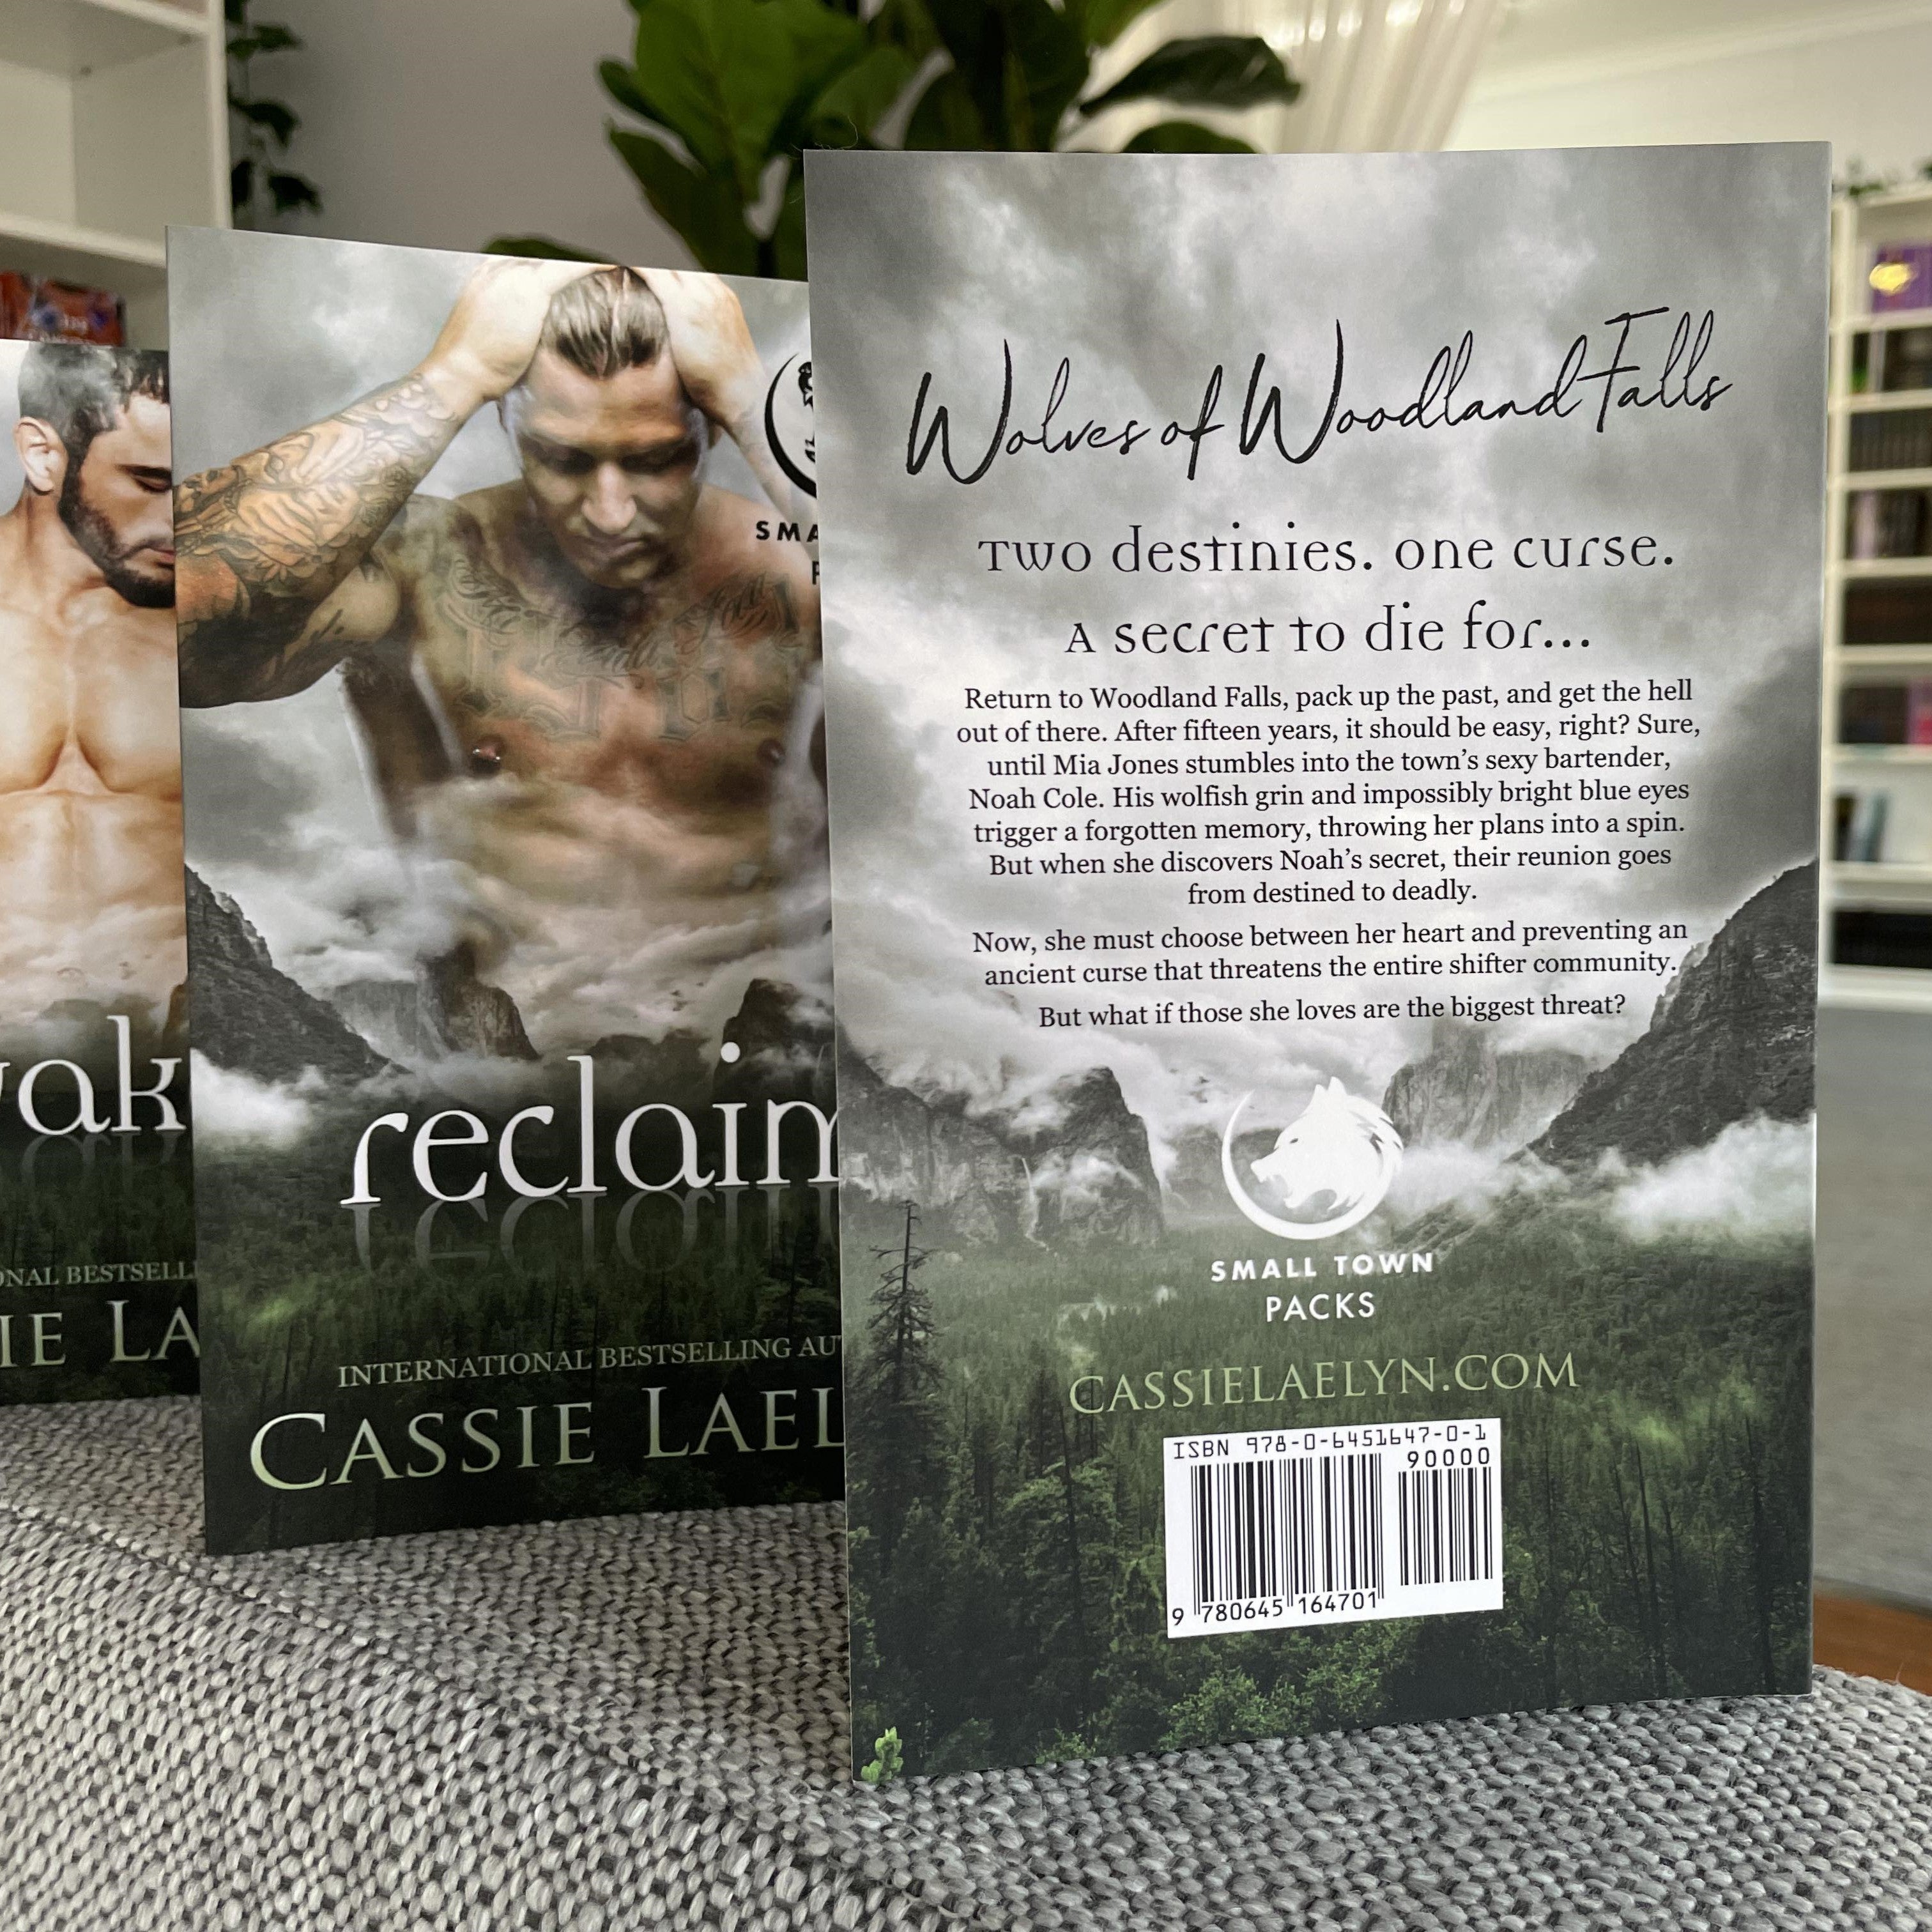 Wolves of Woodland Falls
Two destinies. one curse.
A secret to die for...
Return to Woodland Falls, pack up the past, and get the hell
out of there. After fifteen years, it should be easy, right? Sure,
until Mia Jones stumbles into the town's sexy bartender,
Noah Cole. His wolfish grin and impossibly bright blue eyes
trigger a forgotten memory, throwing her plans into a spin.
But when she discovers Noah's secret, their reunion goes
from destined to deadly.
Now, she must choose between her heart and preventing an
ancient curse that threatens the entire shifter community.
But what if those she loves are the biggest threat?
SMALL TOWN
PACKS
CASSIELAELYN.COM
ISBN 978-0-6451647-0-1
90000
9 780645 164701
SMA
P
reclaim
INTERNATIONAL BESTSELLING AU
CASSIE LAEL
ak
ONAL BESTSELL
IE LA